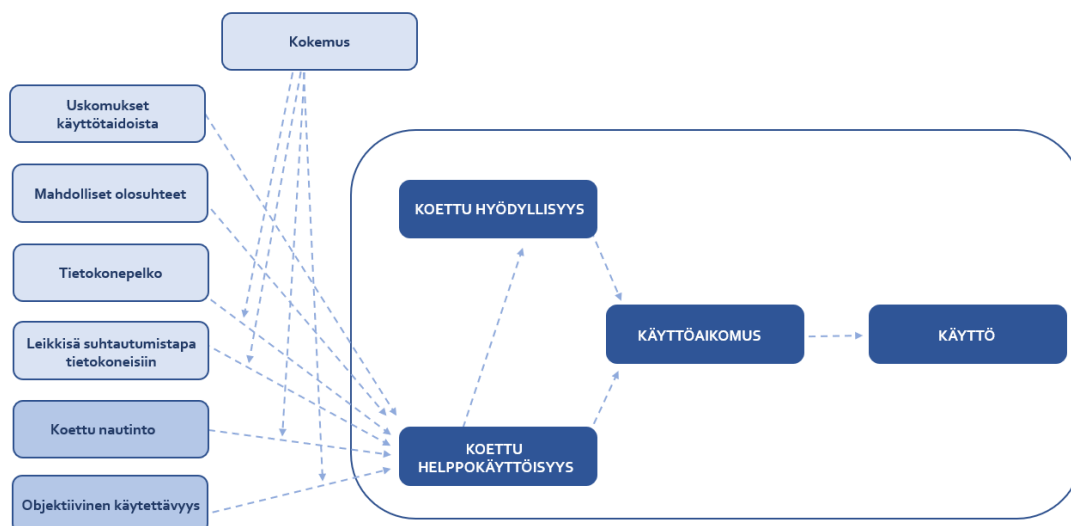 Kokemus
Uskomukset
käyttötaidoista
Mahdolliset olosuhteet
Tietokonepelko
Leikkisä suhtautumistapa
tietokoneisiin
Koettu nautinto
Objektiivinen käytettävyys
KOETTU HYÖDYLLISYYS
KOETTU
HELPPOKÄYTTÖISYYS
KÄYTTÖAIKOMUS
KÄYTTÖ